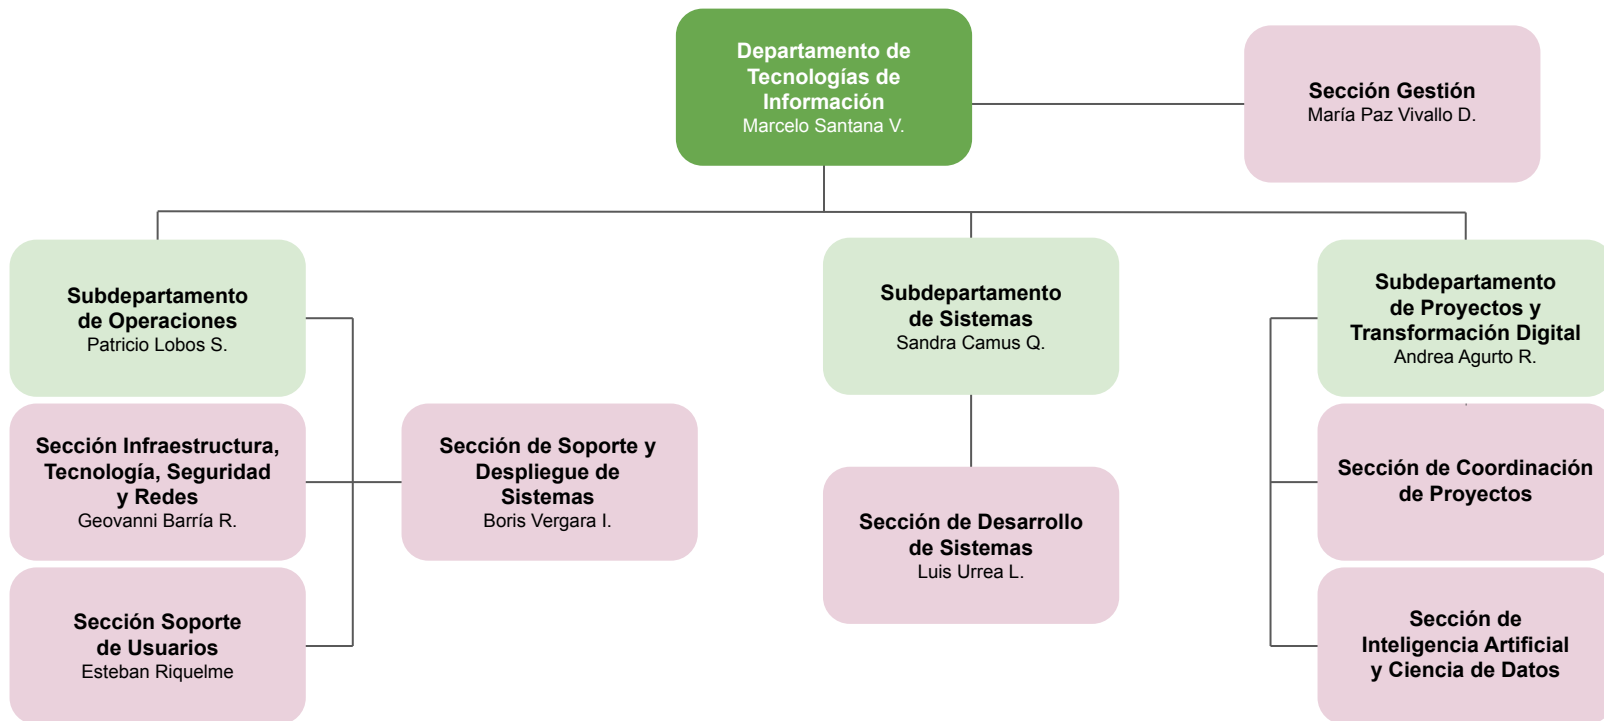 Departamento de
Tecnologías de
Información
Marcelo Santana V.
Sección Gestión
María Paz Vivallo D.
Subdepartamento
de Operaciones
Patricio Lobos S.
Subdepartamento
de Sistemas
Sandra Camus Q.
Subdepartamento
de Proyectos y
Transformación Digital
Andrea Agurto R.
Sección Infraestructura,
Tecnología, Seguridad
y Redes
Geovanni Barría R.
Sección de Soporte y
Despliegue de
Sistemas
Boris Vergara I.
Sección de Desarrollo
de Sistemas
Luis Urrea L.
Sección de Coordinación
de Proyectos
Sección Soporte
de Usuarios
Esteban Riquelme
Sección de
Inteligencia Artificial
y Ciencia de Datos